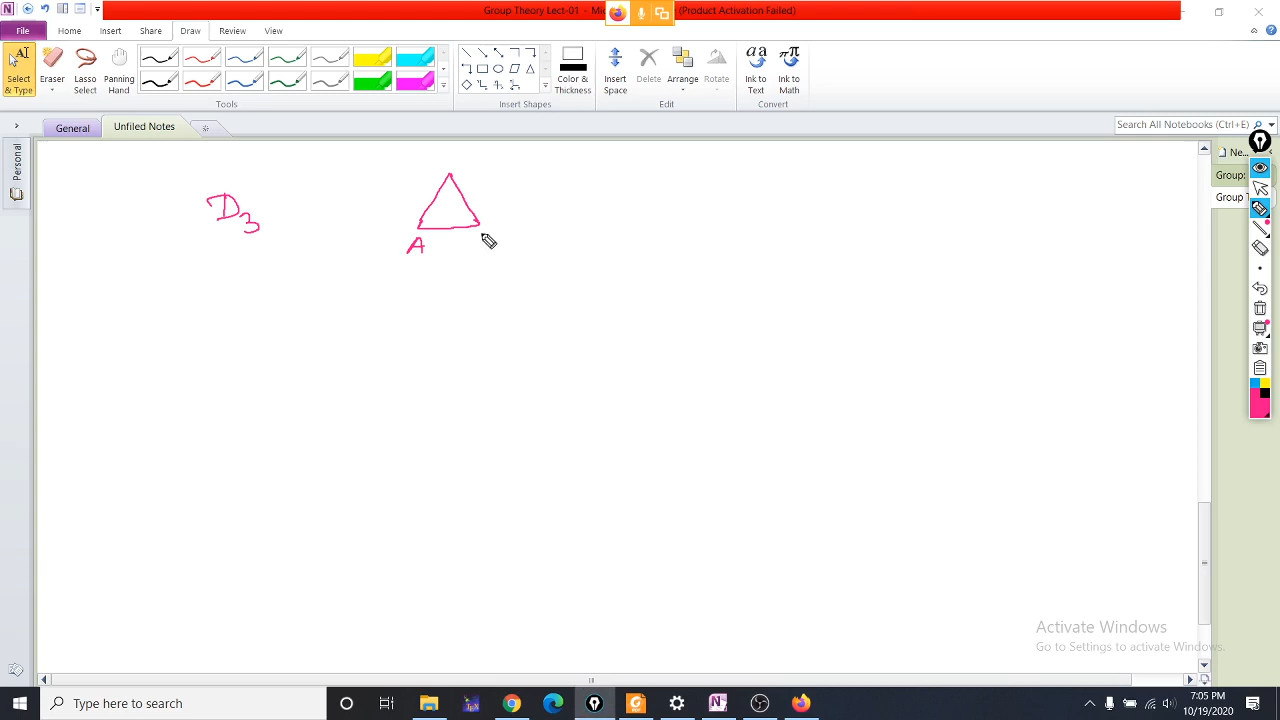 Group Theory Lect-01 - Mi
(Product Activation Failed)
File Home Insert Share Draw Review View
Select & Type
Eraser
Lasso Select
Panning Hand
Color & Thickness
Insert Space
Delete
Arrange
Rotate
Ink to Text
Ink to Math
Tools
Insert Shapes
Edit
Convert
General
Unfiled Notes
Search All Notebooks (Ctrl+E)
Personal
Ne
Group:
Group T
D3
A
Activate Windows
Go to Settings to activate Windows.
Type here to search
7:05 PM
10/19/2020